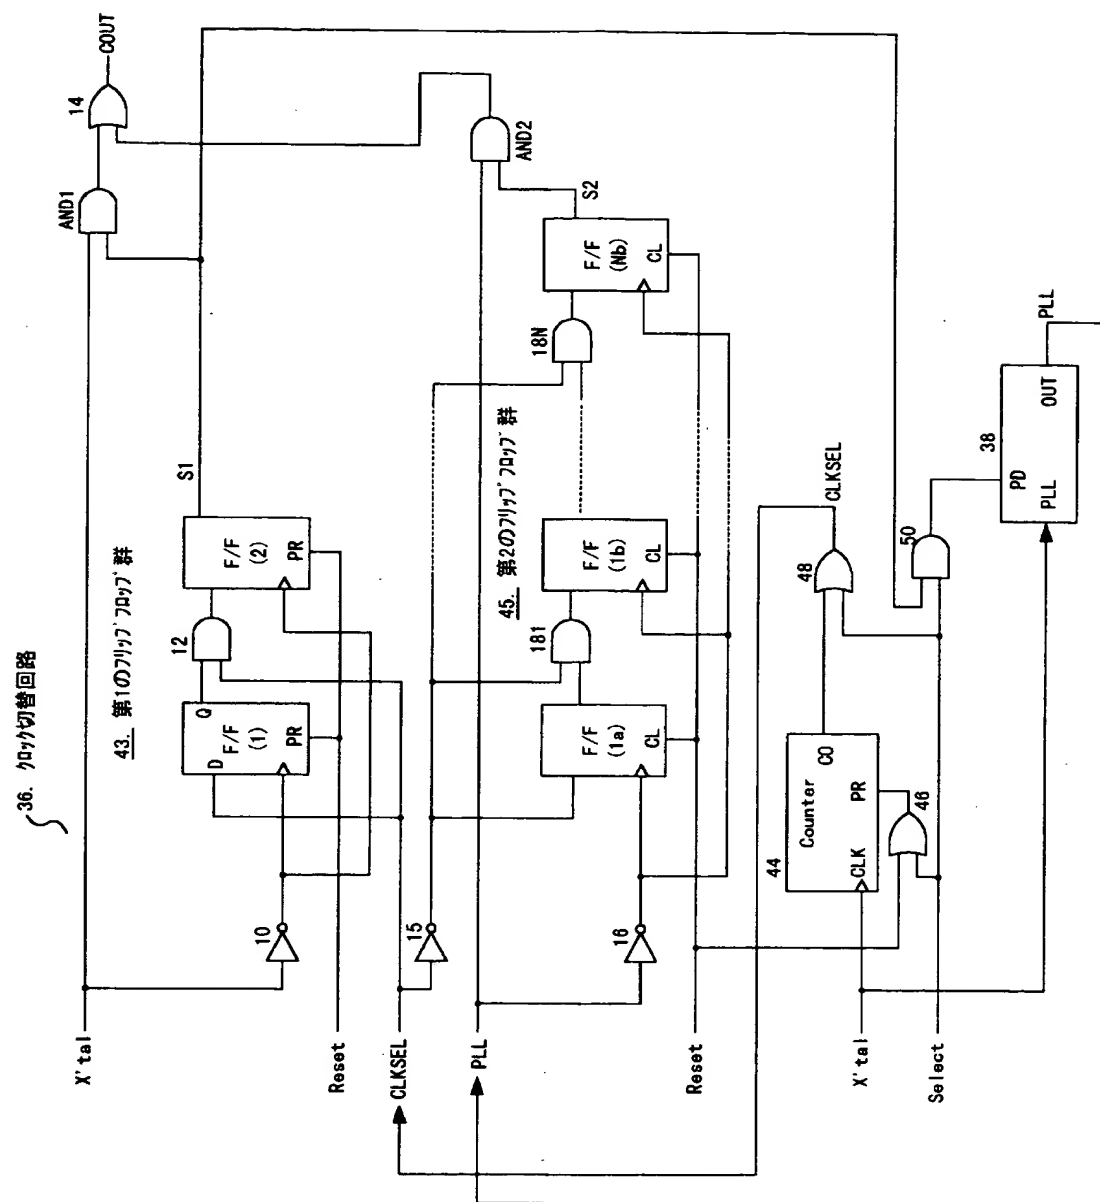 36. クロック切替回路
X'tal
AND1
14
COUT
43. 第1のフリップフロップ群
10
D
Q
F/F
(1)
PR
12
F/F
(2)
PR
S1
Reset
CLKSEL
15
45. 第2のフリップフロップ群
PLL
AND2
16
F/F
(1a)
CL
181
F/F
(1b)
CL
18N
F/F
(Nb)
CL
S2
Reset
44
Counter
CLK
CO
PR
46
48
CLKSEL
50
X'tal
Select
38
PD
PLL
OUT
PLL